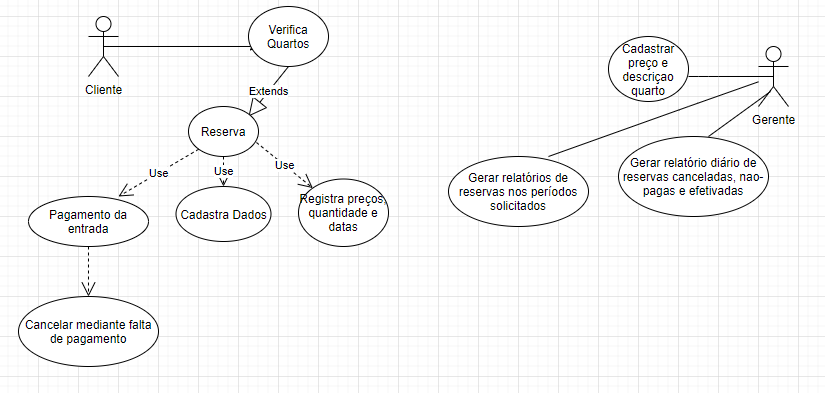 Verifica
Quartos
Cliente
Extends
Reserva
Use
Use
Use
Pagamento da
entrada
Cadastra Dados
Registra preços,
quantidade e
datas
Cancelar mediante falta
de pagamento
Cadastrar
preço e
descriçao
quarto
Gerente
Gerar relatórios de
reservas nos períodos
solicitados
Gerar relatório diário de
reservas canceladas, nao-
pagas e efetivadas